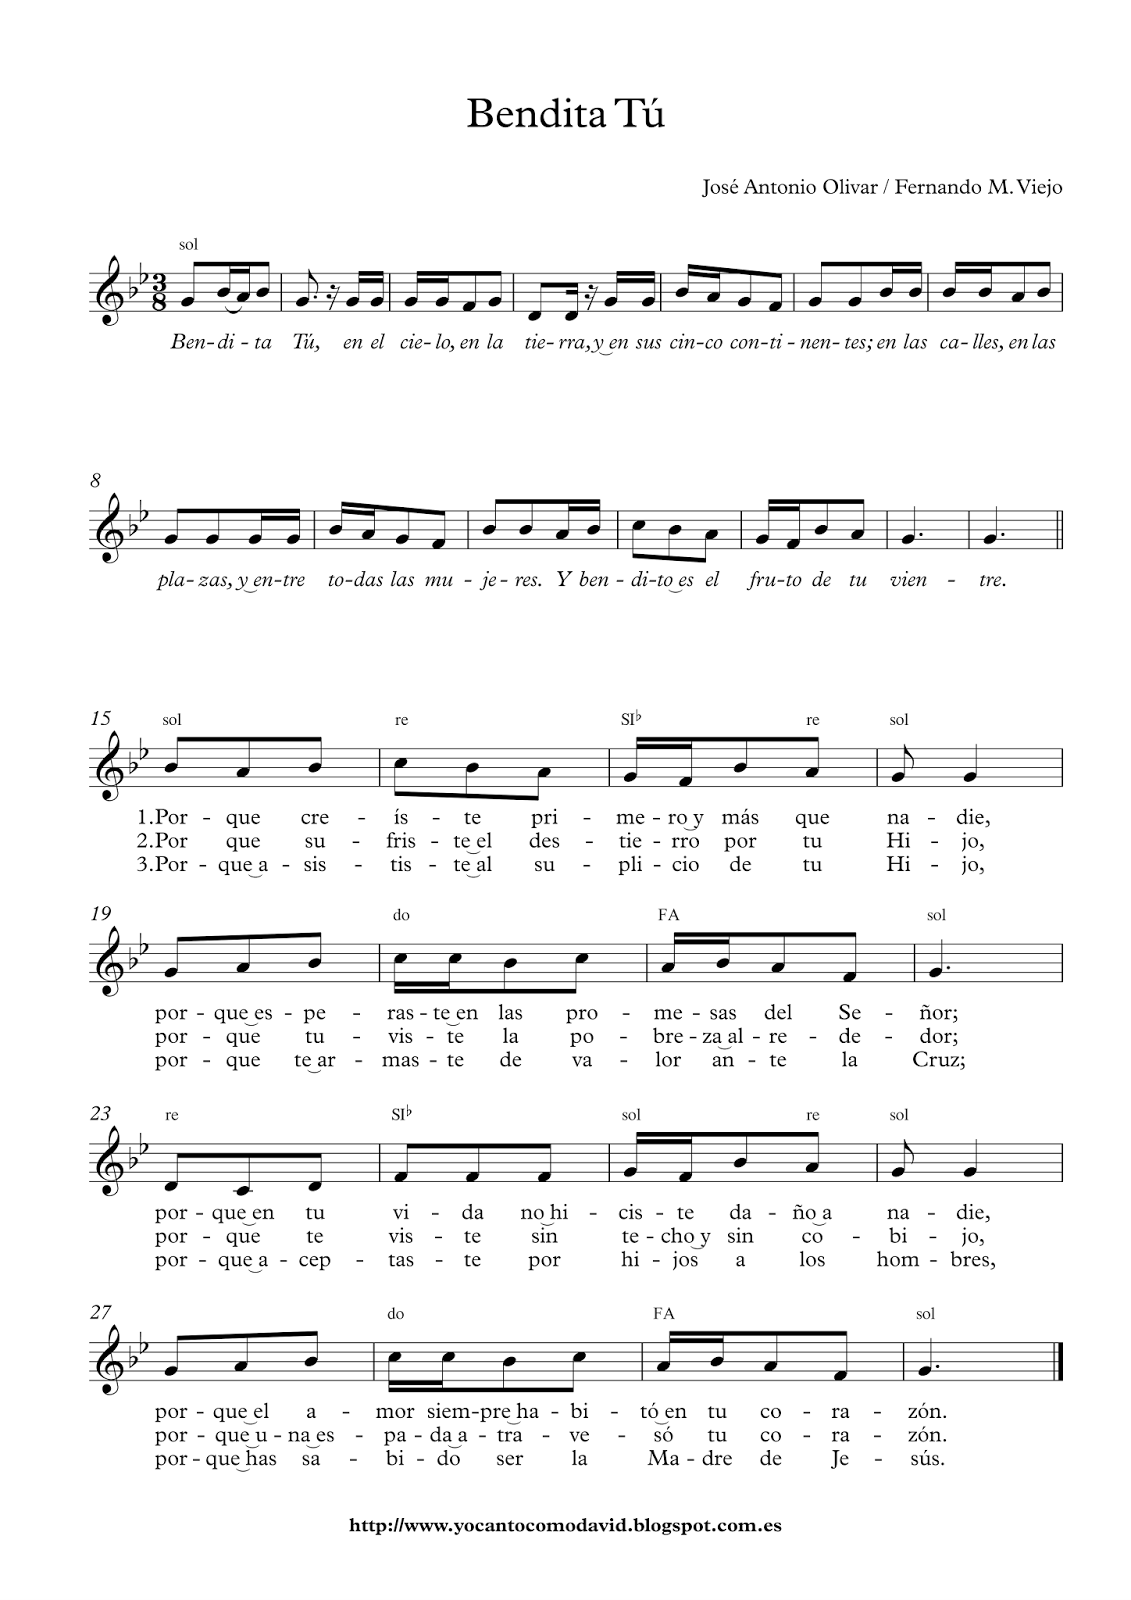 Bendita Tú
José Antonio Olivar / Fernando M. Viejo
sol
3
8
Ben-di - ta Tú, en el cie-lo, en la tie-rra, y en sus cin-co con-ti - nen-tes; en las ca-lles, en las
8
pla-zas, y en-tre to-das las mu - je-res. Y ben - di-to es el fru-to de tu vien - tre.
15 sol re SI♭ re sol
1.Por - que cre - ís - te pri - me-ro y más que na - die,
2.Por que su - fris - te el des - tie - rro por tu Hi - jo,
3.Por - que a - sis - tis - te al su - pli - cio de tu Hi - jo,
19 do FA sol
por - que es - pe - ras - te en las pro - me - sas del Se - ñor;
por - que tu - vis - te la po - bre - za al - re - de - dor;
por - que te ar - mas - te de va - lor an - te la Cruz;
23 re SI♭ sol re sol
por - que en tu vi - da no hi - cis - te da - ño a na - die,
por - que te vis - te sin te - cho y sin co - bi - jo,
por - que a - cep - tas - te por hi - jos a los hom - bres,
27 do FA sol
por - que el a - mor siem-pre ha - bi - tó en tu co - ra - zón.
por - que u - na es - pa - da a - tra - ve - só tu co - ra - zón.
por - que has sa - bi - do ser la Ma - dre de Je - sús.
http://www.yocantocomodavid.blogspot.com.es